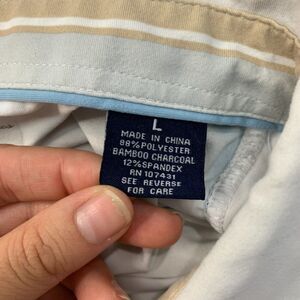 L
MADE IN CHINA
88% POLYESTER
BAMBOO CHARCOAL
12% SPANDEX
RN 107431
SEE REVERSE
FOR CARE